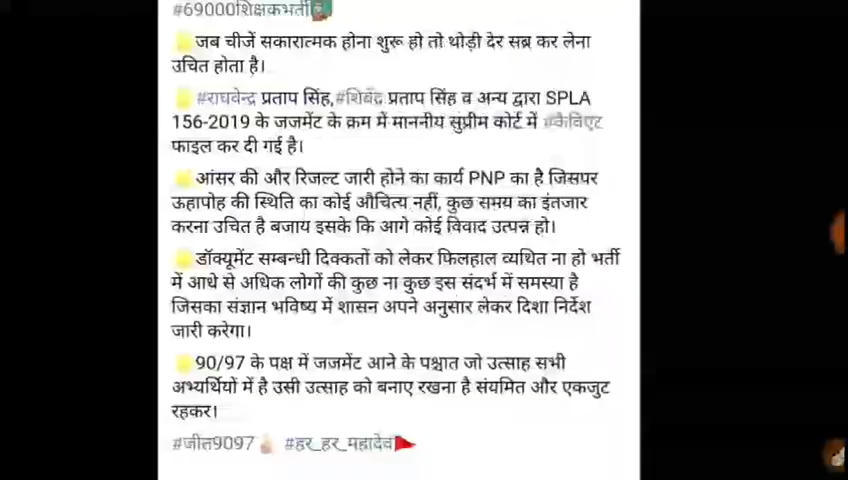 #69000शिक्षकभर्ती
जब चीजें सकारात्मक होना शुरू हो तो थोड़ी देर सब्र कर लेना
उचित होता है।
#राघवेन्द्र प्रताप सिंह,#शिवेंद्र प्रताप सिंह व अन्य द्वारा SPLA
156-2019 के जजमेंट के क्रम में माननीय सुप्रीम कोर्ट में #कैविएट
फाइल कर दी गई है।
आंसर की और रिजल्ट जारी होने का कार्य PNP का है जिसपर
ऊहापोह की स्थिति का कोई औचित्य नहीं, कुछ समय का इंतजार
करना उचित है बजाय इसके कि आगे कोई विवाद उत्पन्न हो।
डॉक्यूमेंट सम्बन्धी दिक्कतों को लेकर फिलहाल व्यथित ना हो भर्ती
में आधे से अधिक लोगों की कुछ ना कुछ इस संदर्भ में समस्या है
जिसका संज्ञान भविष्य में शासन अपने अनुसार लेकर दिशा निर्देश
जारी करेगा।
90/97 के पक्ष में जजमेंट आने के पश्चात जो उत्साह सभी
अभ्यर्थियों में है उसी उत्साह को बनाए रखना है संयमित और एकजुट
रहकर।
#जीत9097 #हर_हर_महादेव